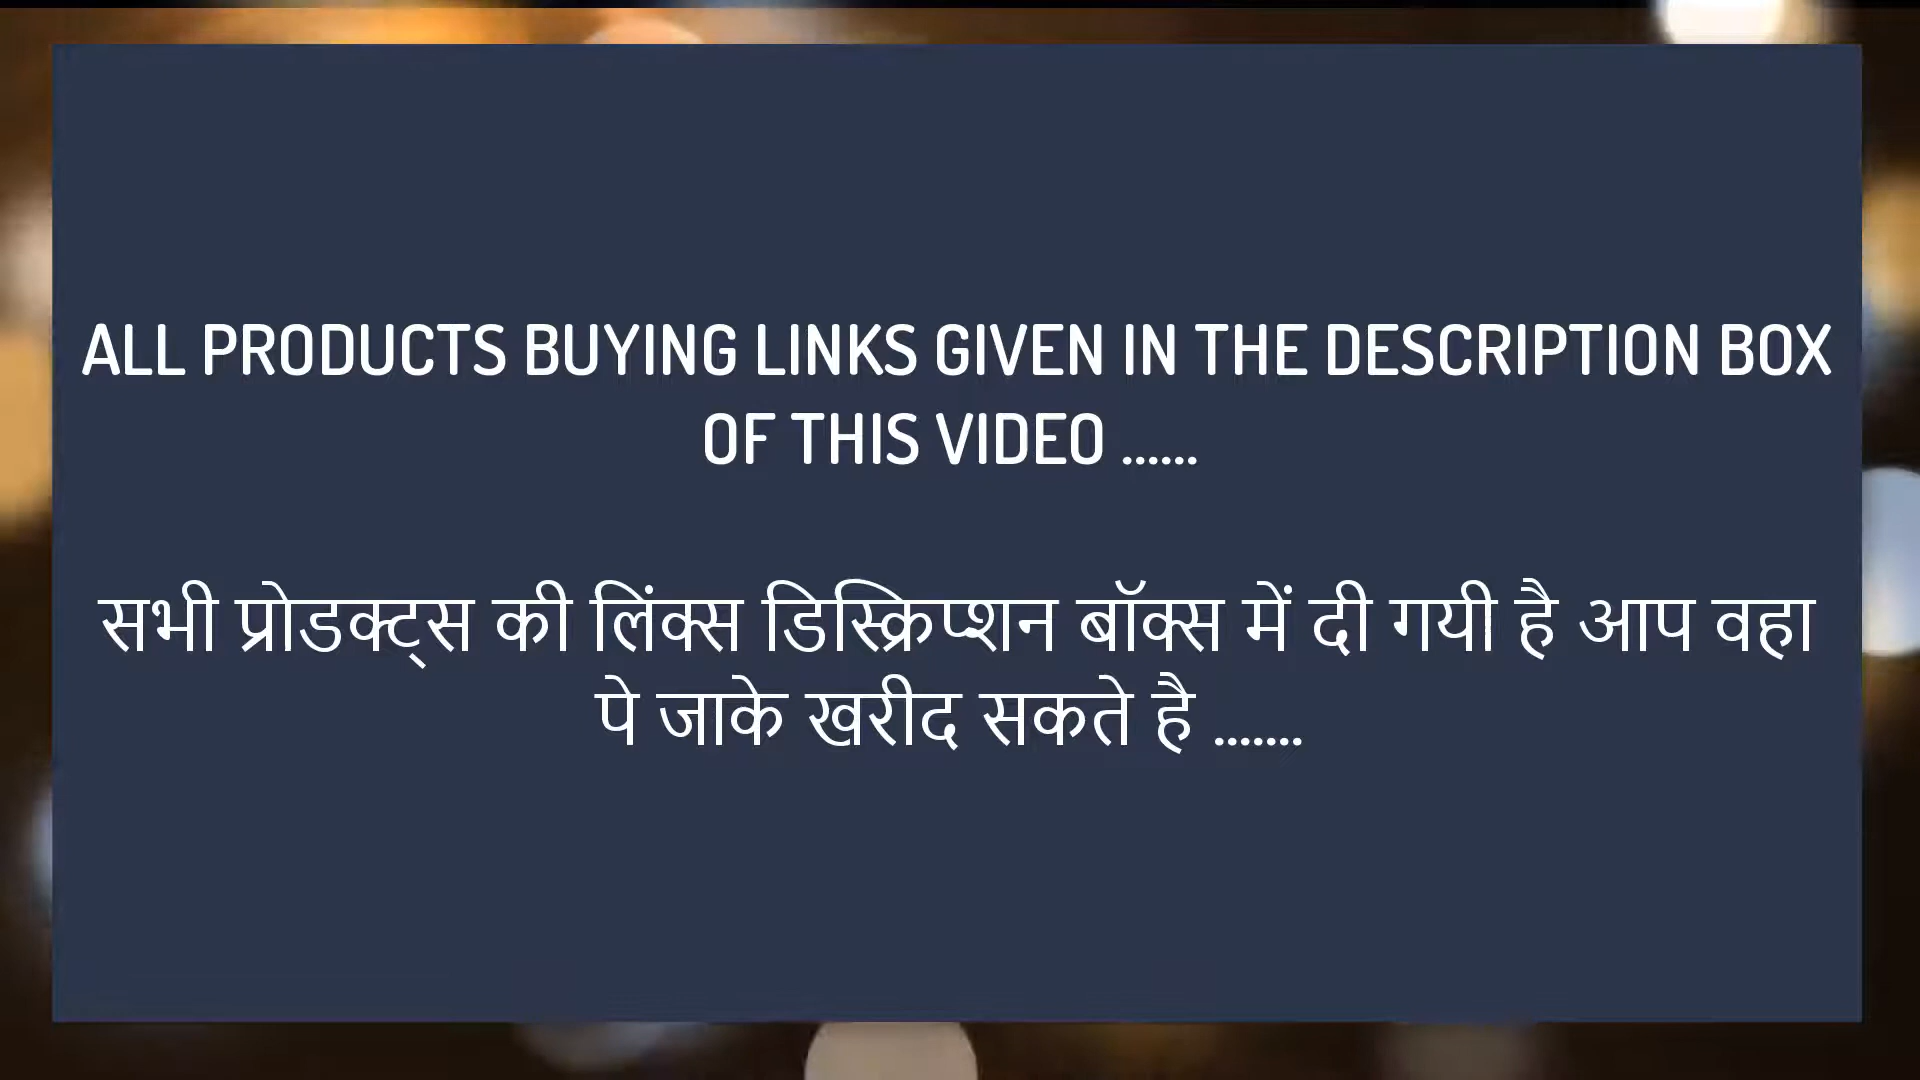 ALL PRODUCTS BUYING LINKS GIVEN IN THE DESCRIPTION BOX
OF THIS VIDEO ......
सभी प्रोडक्ट्स की लिंक्स डिस्क्रिप्शन बॉक्स में दी गयी है आप वहा
पे जाके खरीद सकते है .......